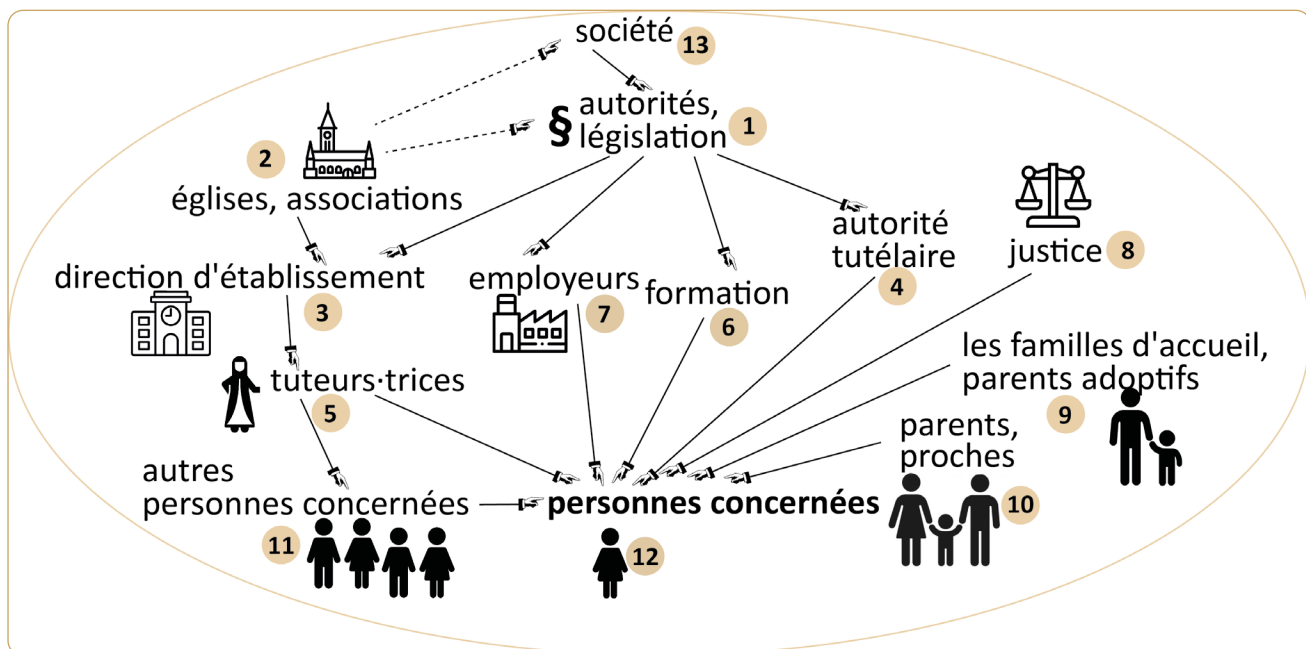 société 13
§ autorités,
législation 1
2
églises, associations
autorité
tutélaire
4
justice 8
direction d'établissement
3
employeurs
7
formation
6
les familles d'accueil,
parents adoptifs
9
tuteurs·trices
5
parents,
proches
10
autres
personnes concernées
11
personnes concernées
12